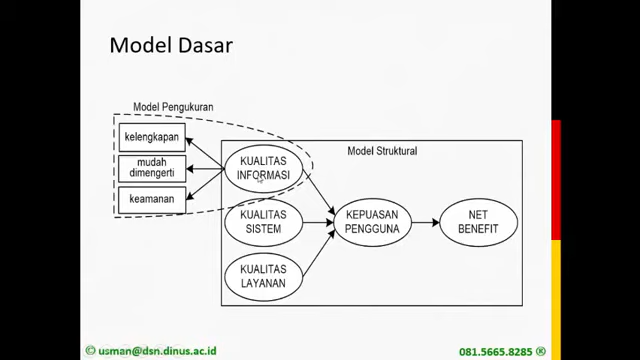 Model Dasar
Model Pengukuran
kelengkapan
mudah
dimengerti
keamanan
Model Struktural
KUALITAS
INFORMASI
KUALITAS
SISTEM
KUALITAS
LAYANAN
KEPUASAN
PENGGUNA
NET
BENEFIT
© usman@dsn.dinus.ac.id
081.5665.8285 ®